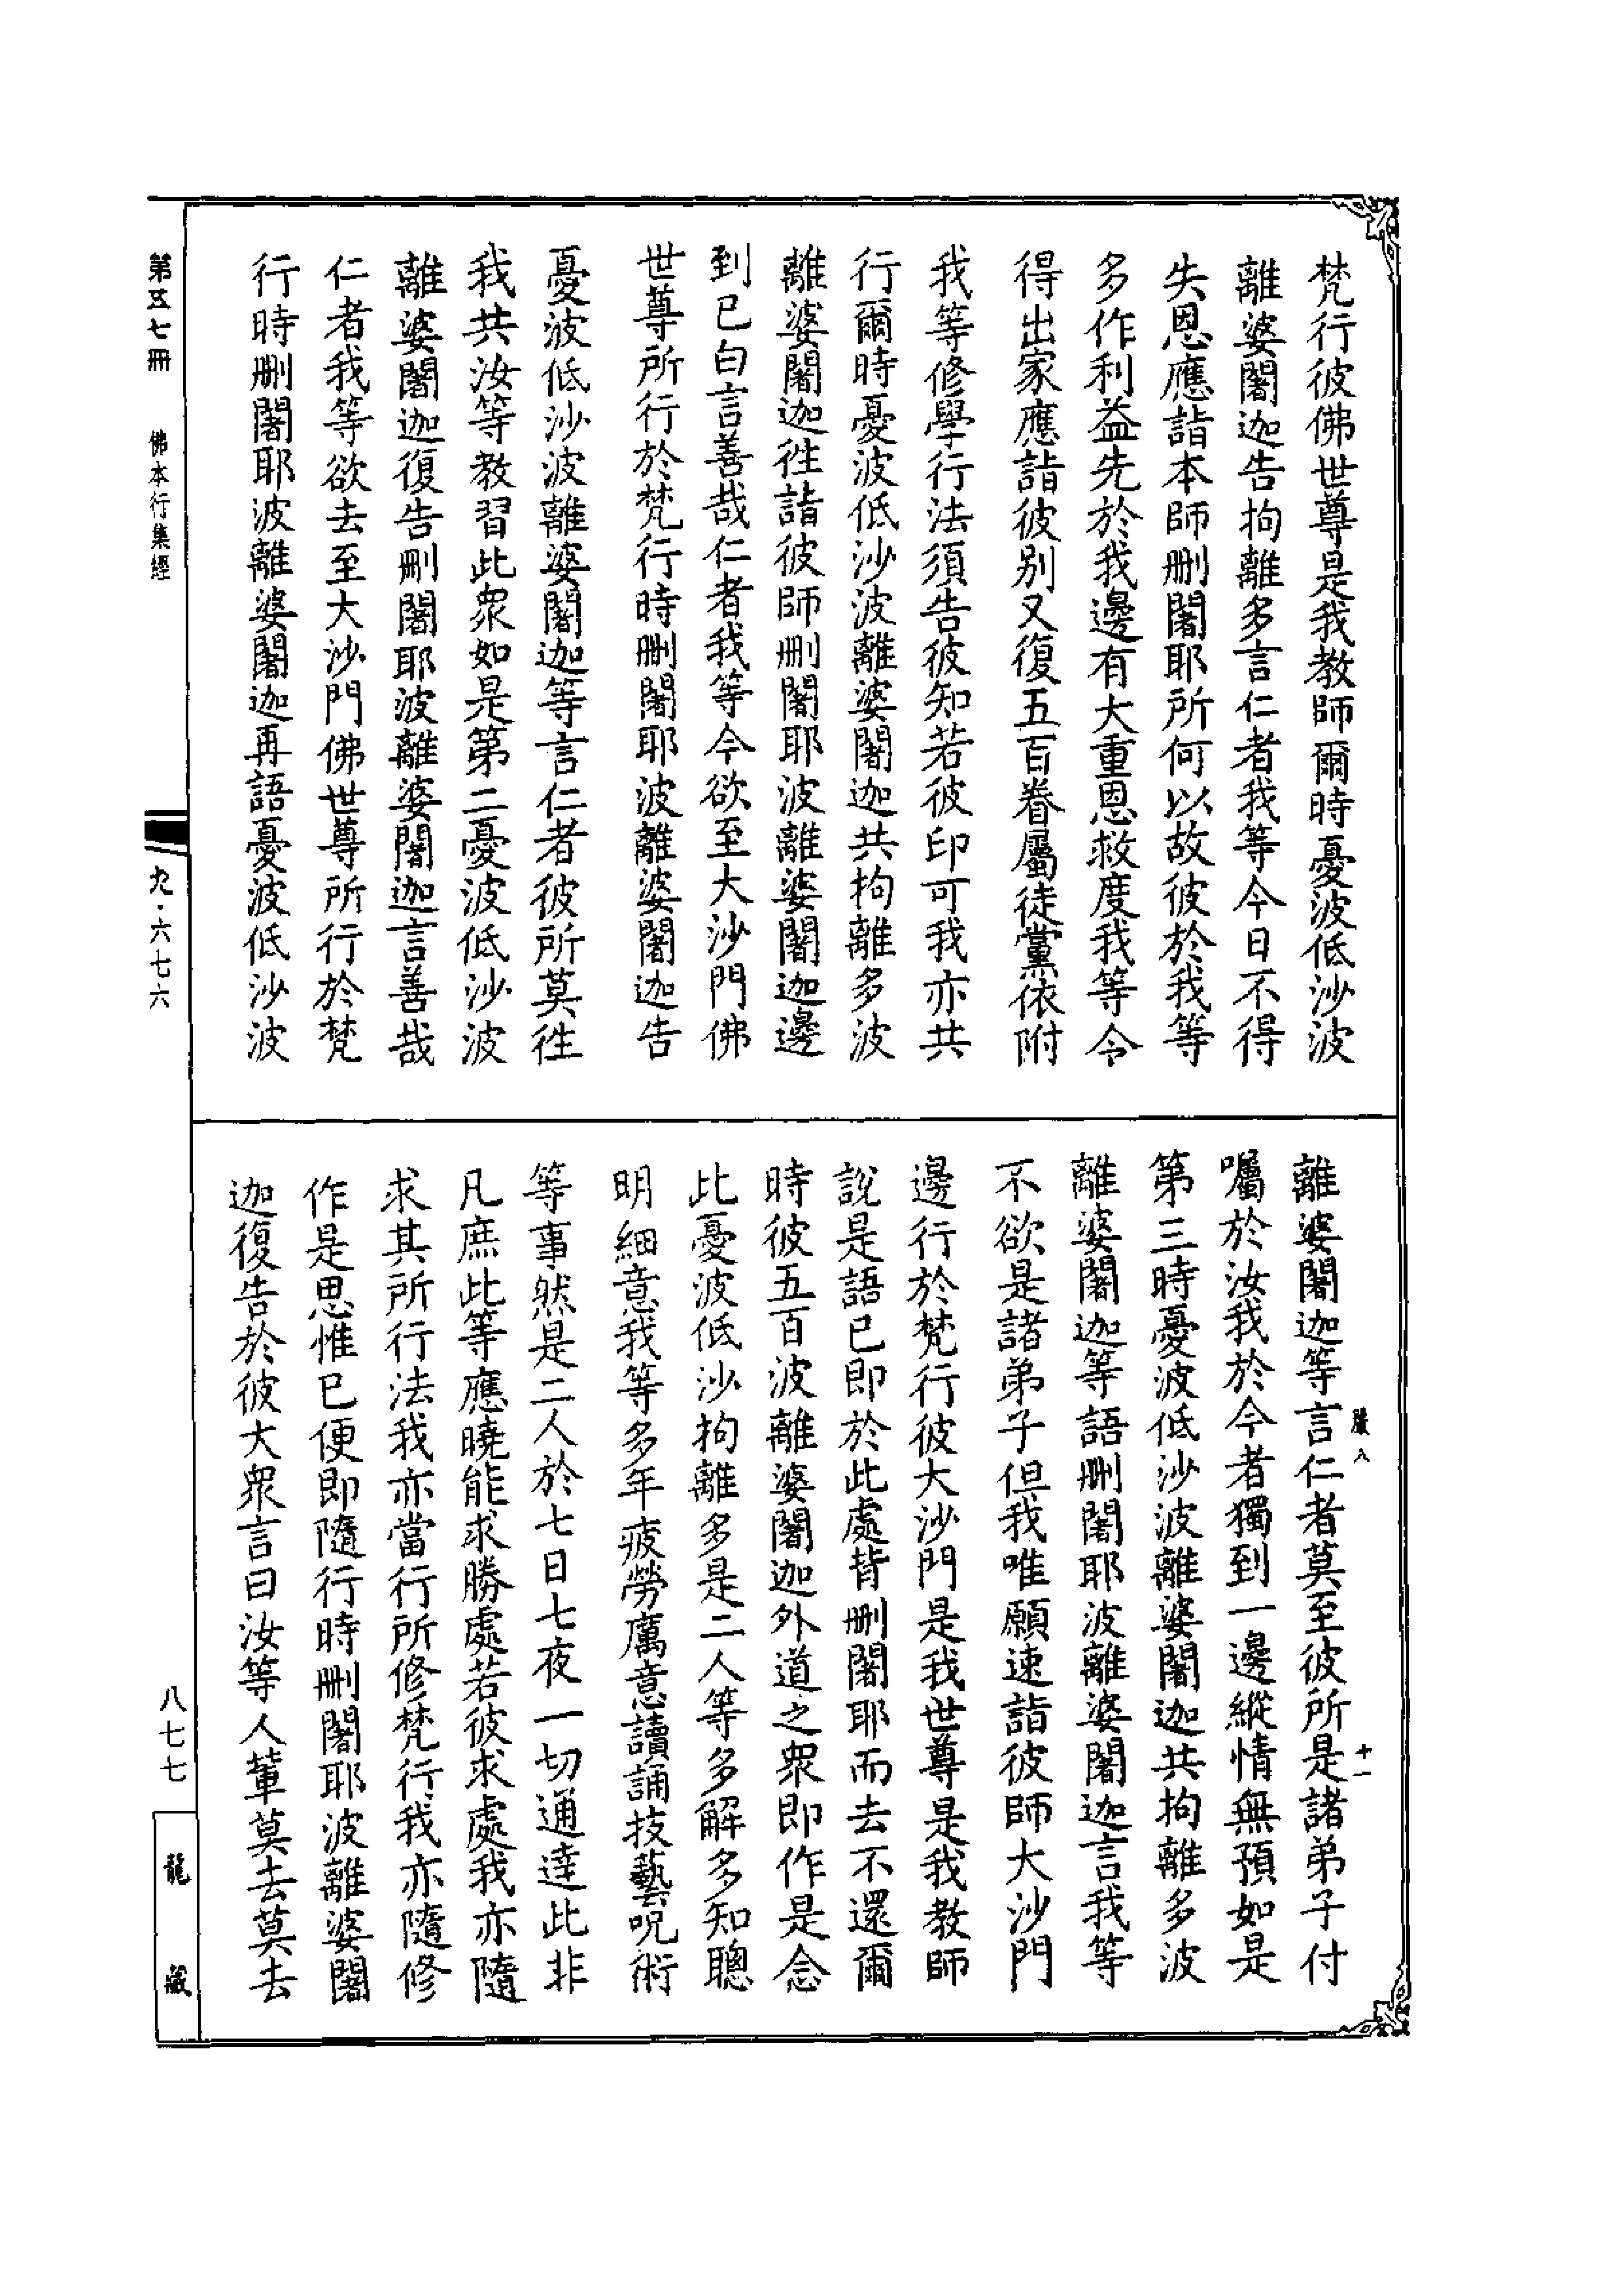 梵行彼佛世尊是我教師爾時憂波低沙波
離婆闍迦告拘離多言仁者我等今日不得
失恩應詣本師删闍耶所何以故彼於我等
多作利益先於我邊有大重恩救度我等令
得出家應詣彼别又復五百眷屬徒黨依附
我等修學行法須告彼知若彼印可我亦共
行爾時憂波低沙波離婆闍迦共拘離多波
離婆闍迦徃詣彼師删闍耶波離婆闍迦邊
到已白言善哉仁者我等今欲至大沙門佛
世尊所行於梵行時删闍耶波離婆闍迦告
憂波低沙波離婆闍迦等言仁者彼所莫徃
我共汝等教習此衆如是第二憂波低沙波
離婆闍迦復告删闍耶波離婆闍迦言善哉
仁者我等欲去至大沙門佛世尊所行於梵
行時删闍耶波離婆闍迦再語憂波低沙波
離婆闍迦等言仁者莫至彼所是諸弟子付
囑於汝我於今者獨到一邊縱情無預如是
第三時憂波低沙波離婆闍迦共拘離多波
離婆闍迦等語删闍耶波離婆闍迦言我等
不欲是諸弟子但我唯願速詣彼師大沙門
邊行於梵行彼大沙門是我世尊是我教師
說是語已即於此處背删闍耶而去不還爾
時彼五百波離婆闍迦外道之衆即作是念
此憂波低沙拘離多是二人等多解多知聰
明細意我等多年疲勞厲意讀誦技藝呪術
等事然是二人於七日七夜一切通達此非
凡庶此等應曉能求勝處若彼求處我亦隨
求其所行法我亦當行所修梵行我亦隨修
作是思惟已便即隨行時删闍耶波離婆闍
迦復告於彼大衆言曰汝等人輩莫去莫去
十一
第五七冊
佛本行集經
九·六七六
八七七
龍藏